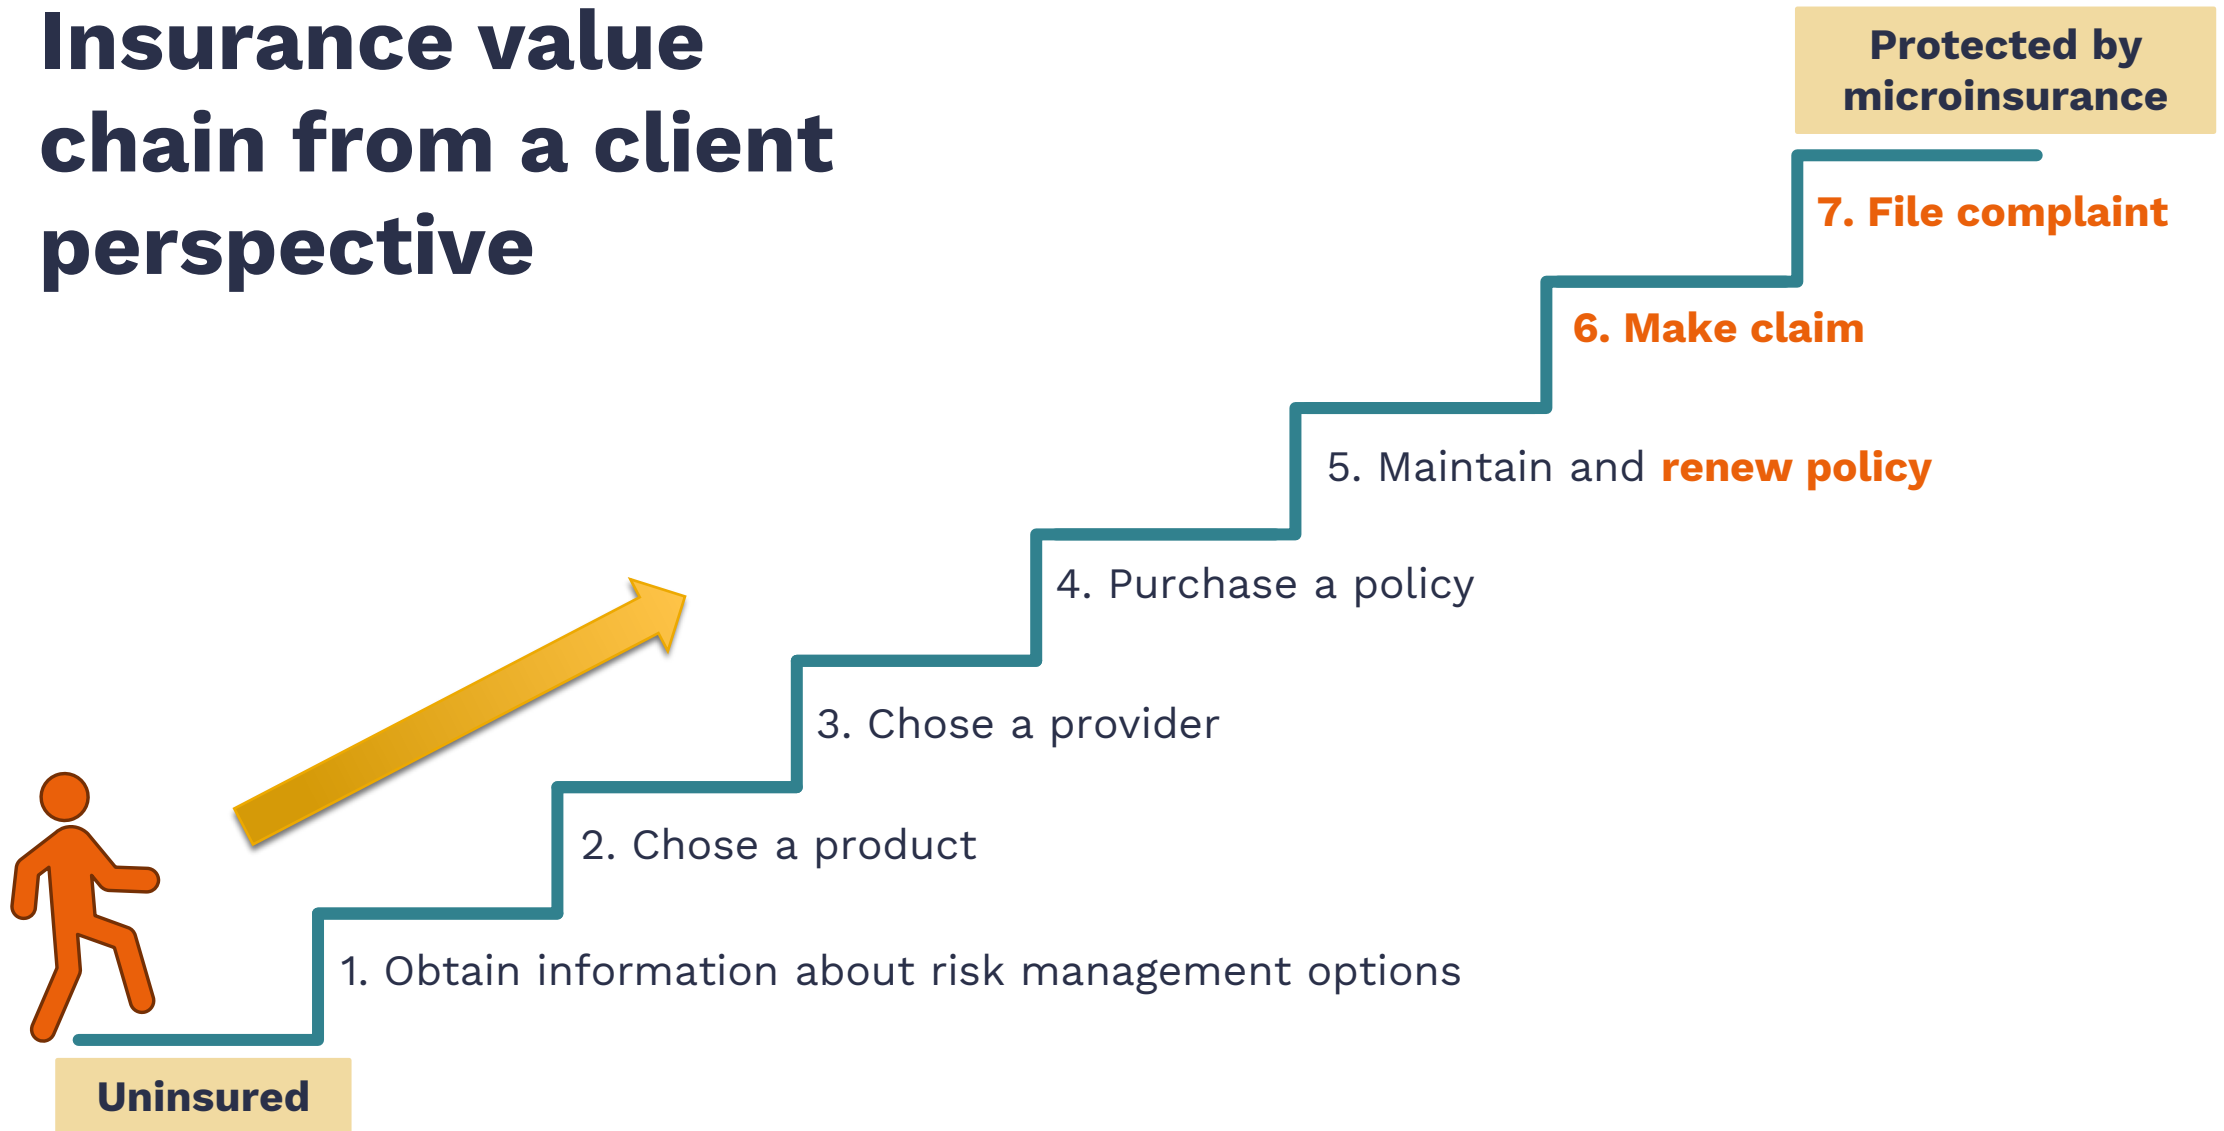 Insurance value
chain from a client
perspective
Protected by
microinsurance
7. File complaint
6. Make claim
5. Maintain and renew policy
4. Purchase a policy
3. Chose a provider
2. Chose a product
1. Obtain information about risk management options
Uninsured